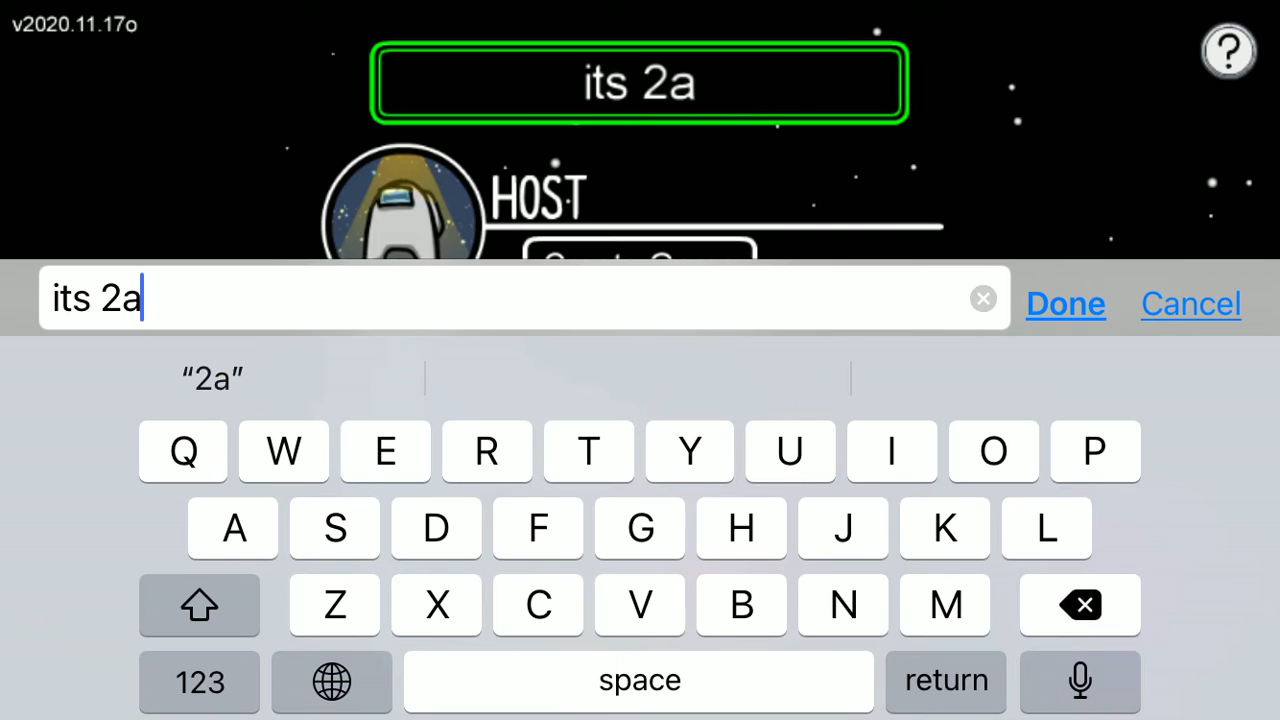 v2020.11.17o
its 2a
?
HOST
its 2a
Done Cancel
“2a”
Q W E R T Y U I O P
A S D F G H J K L
Z X C V B N M
123 space return